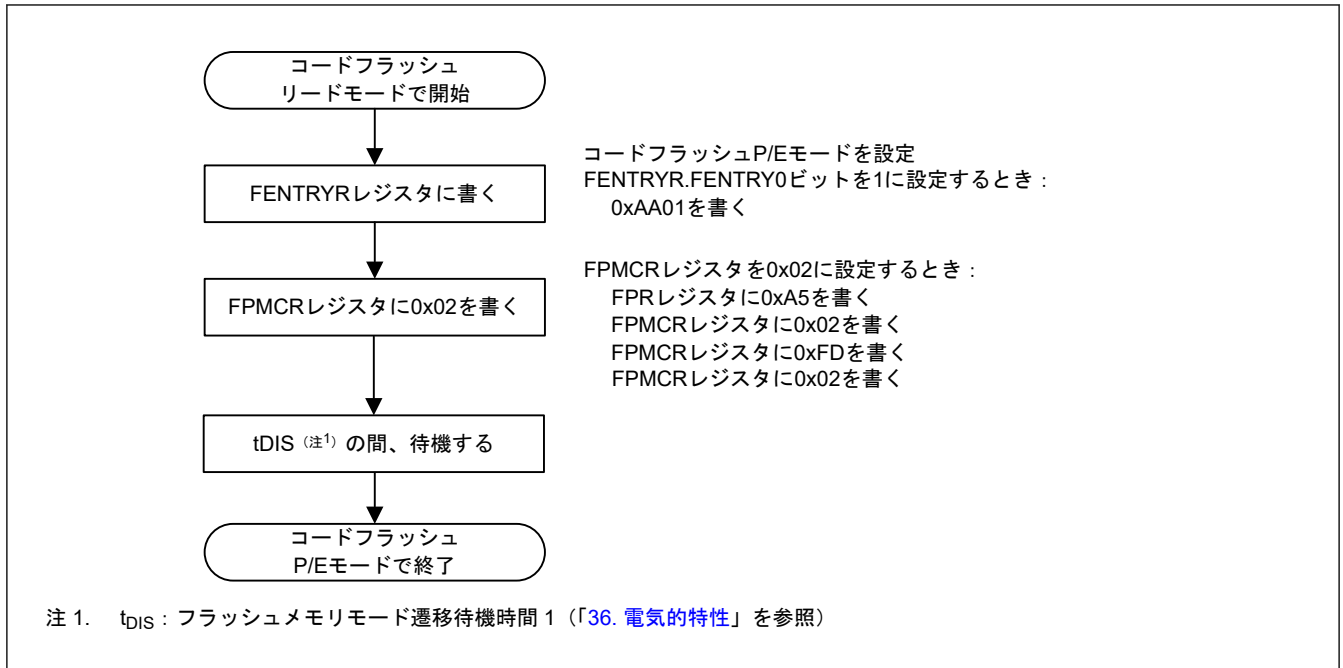 コードフラッシュ
リードモードで開始
FENTRYRレジスタに書く
コードフラッシュP/Eモードを設定
FENTRYR.FENTRY0ビットを1に設定するとき：
0xAA01を書く
FPMCRレジスタに0x02を書く
FPMCRレジスタを0x02に設定するとき：
FPRレジスタに0xA5を書く
FPMCRレジスタに0x02を書く
FPMCRレジスタに0xFDを書く
FPMCRレジスタに0x02を書く
tDIS（注1）の間、待機する
コードフラッシュ
P/Eモードで終了
注 1. tDIS：フラッシュメモリモード遷移待機時間 1（「36. 電気的特性」を参照）